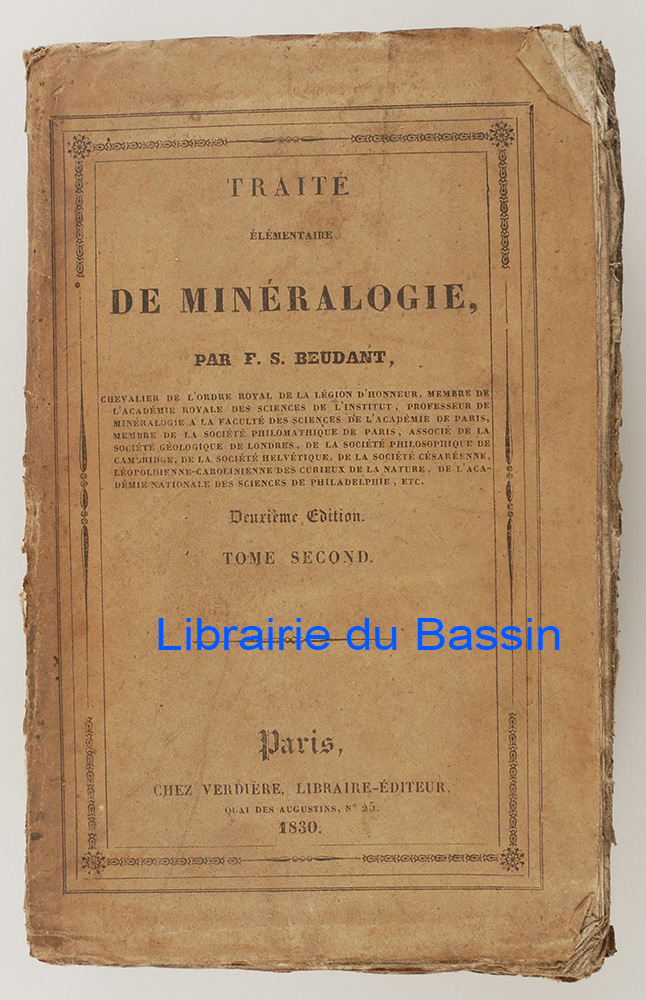 TRAITÉ
ÉLÉMENTAIRE
DE MINÉRALOGIE,
PAR F. S. BEUDANT,
CHEVALIER DE L'ORDRE ROYAL DE LA LÉGION D'HONNEUR, MEMBRE DE
L'ACADÉMIE ROYALE DES SCIENCES DE L'INSTITUT, PROFESSEUR DE
MINÉRALOGIE A LA FACULTÉ DES SCIENCES DE L'ACADÉMIE DE PARIS,
MEMBRE DE LA SOCIÉTÉ PHILOMATHIQUE DE PARIS, ASSOCIÉ DE LA
SOCIÉTÉ GÉOLOGIQUE DE LONDRES, DE LA SOCIÉTÉ PHILOSOPHIQUE DE
CAMBRIDGE, DE LA SOCIÉTÉ HELVÉTIQUE, DE LA SOCIÉTÉ CÉSARÉENNE,
LÉOPOLDIENNE-CAROLINIENNE DES CURIEUX DE LA NATURE, DE L'ACA-
DÉMIE NATIONALE DES SCIENCES DE PHILADELPHIE, ETC.
Deuxième Edition.
TOME SECOND.
Librairie du Bassin
Paris,
CHEZ VERDIÈRE, LIBRAIRE-ÉDITEUR,
QUAI DES AUGUSTINS, N° 25.
1830.